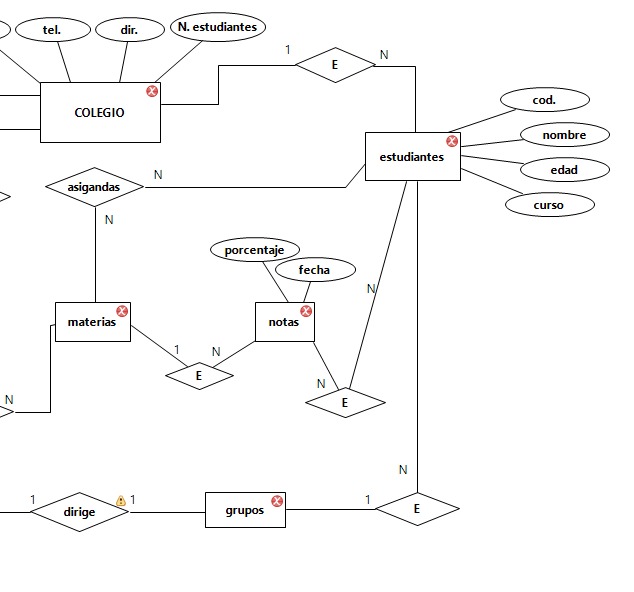 tel.
dir.
N. estudiantes
1
E
N
COLEGIO
cod.
nombre
estudiantes
edad
curso
asigandas
N
N
porcentaje
fecha
N
materias
notas
1
N
E
N
E
N
N
1
dirige
1
grupos
1
E